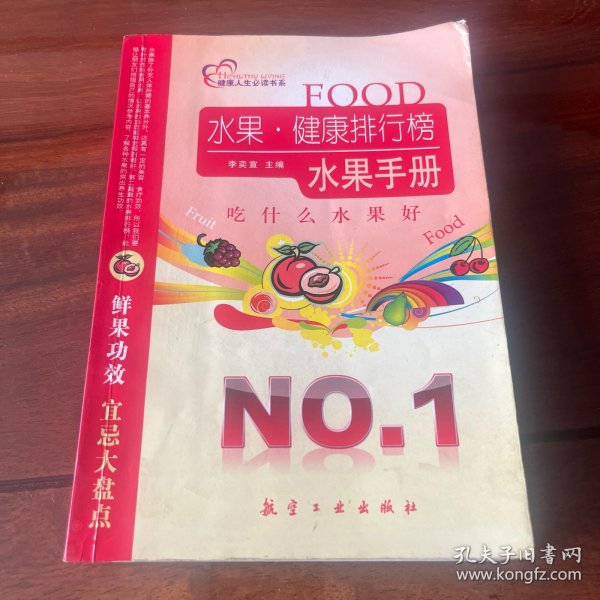 HEALTHY LIVING
健康人生必读书系
FOOD
水果·健康排行榜
李奕宣 主编
水果手册
吃什么水果好
Fruit
Food
NO.1
航空工业出版社
鲜果功效
宜忌大盘点
孔夫子旧书网
www.kongfz.com